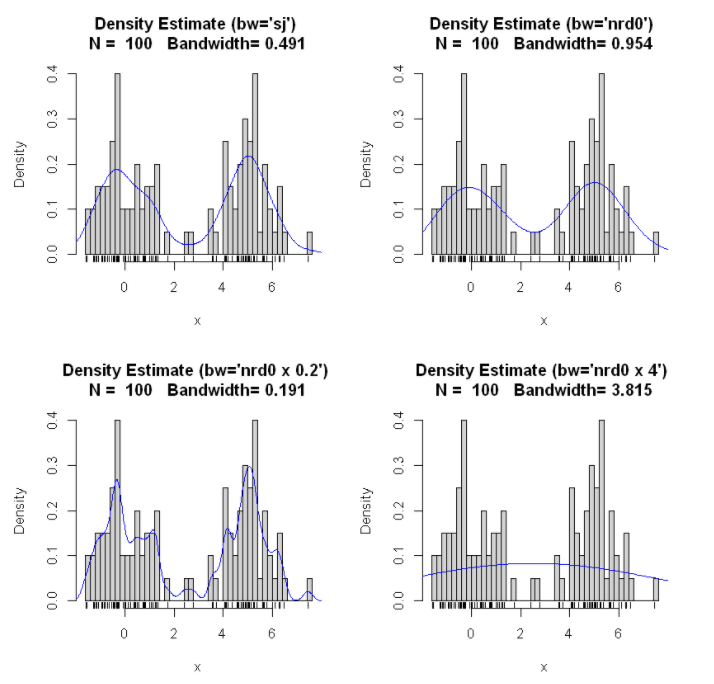 Density Estimate (bw='sj')
N = 100 Bandwidth= 0.491
Density
0.0 0.1 0.2 0.3 0.4
0 2 4 6
x
Density Estimate (bw='nrd0')
N = 100 Bandwidth= 0.954
Density
0.0 0.1 0.2 0.3 0.4
0 2 4 6
x
Density Estimate (bw='nrd0 x 0.2')
N = 100 Bandwidth= 0.191
Density
0.0 0.1 0.2 0.3 0.4
0 2 4 6
x
Density Estimate (bw='nrd0 x 4')
N = 100 Bandwidth= 3.815
Density
0.0 0.1 0.2 0.3 0.4
0 2 4 6
x